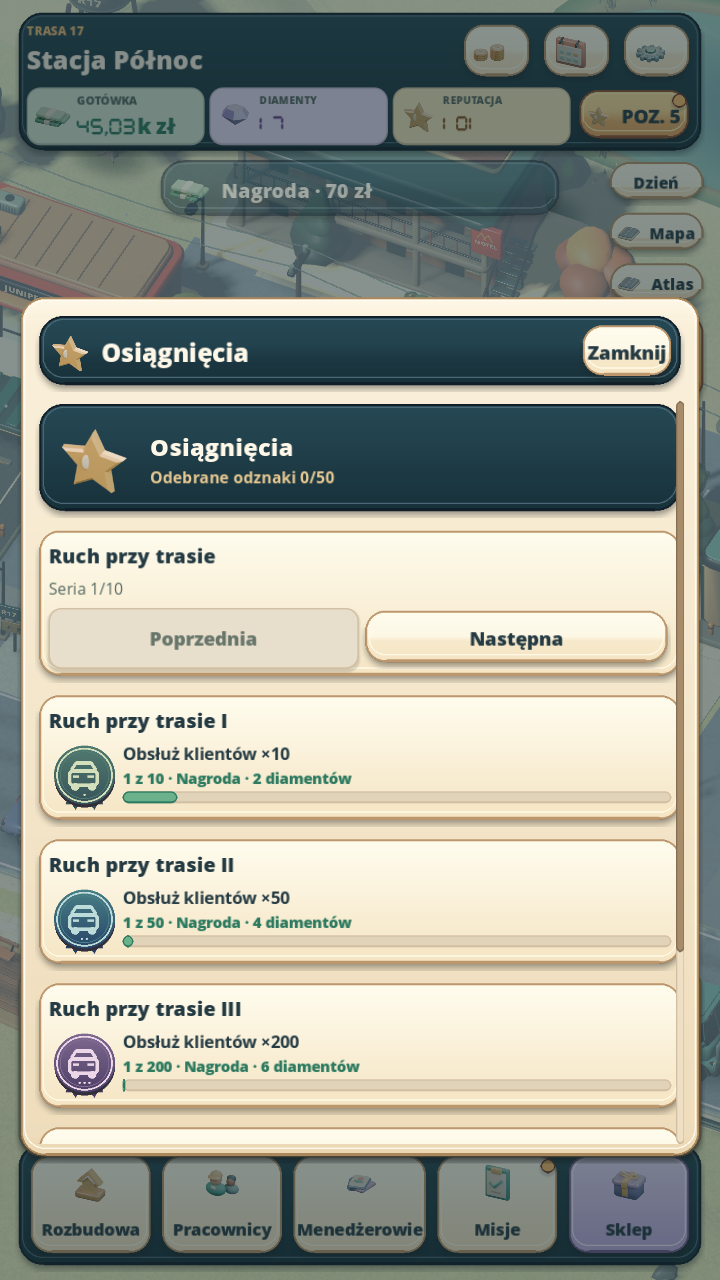 TRASA 17
Stacja Północ
GOTÓWKA
45,03k zł
DIAMENTY
17
REPUTACJA
101
POZ. 5
Nagroda · 70 zł
Dzień
Mapa
Atlas
Osiągnięcia
Zamknij
Osiągnięcia
Odebrane odznaki 0/50
Ruch przy trasie
Seria 1/10
Poprzednia
Następna
Ruch przy trasie I
Obsłuż klientów ×10
1 z 10 · Nagroda · 2 diamentów
Ruch przy trasie II
Obsłuż klientów ×50
1 z 50 · Nagroda · 4 diamentów
Ruch przy trasie III
Obsłuż klientów ×200
1 z 200 · Nagroda · 6 diamentów
Rozbudowa
Pracownicy
Menedżerowie
Misje
Sklep